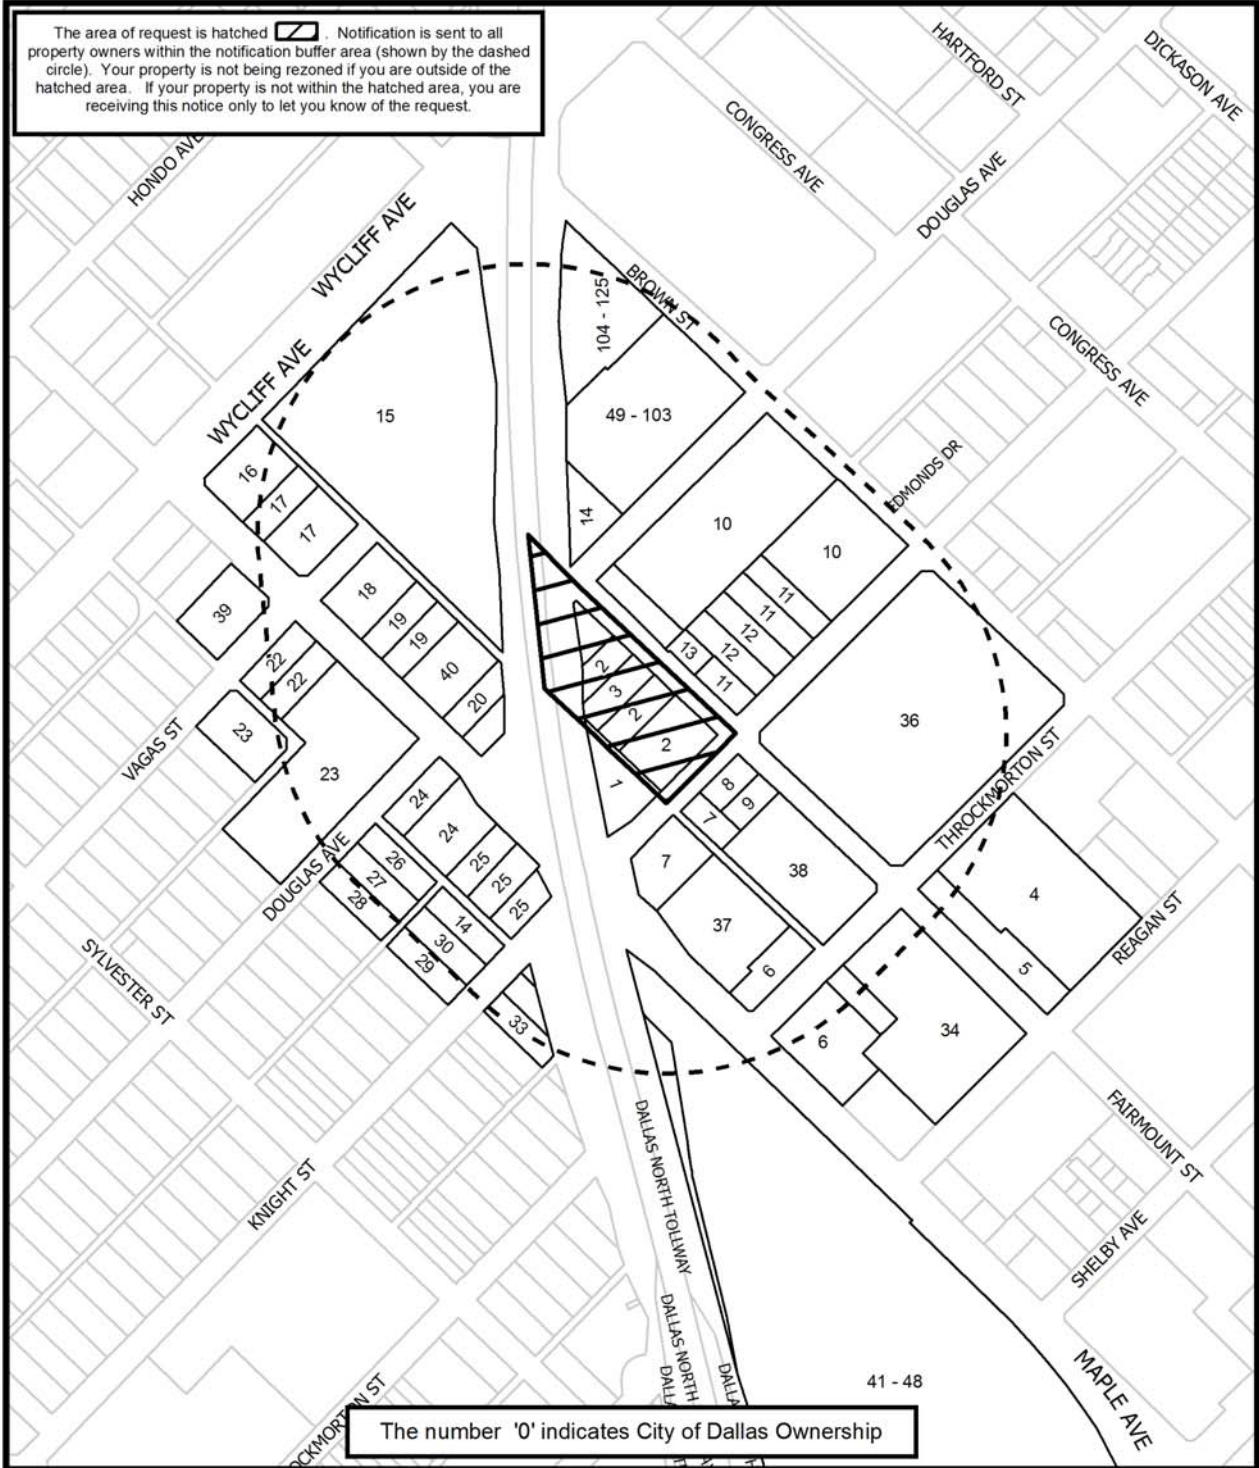 The area of request is hatched . Notification is sent to all
property owners within the notification buffer area (shown by the dashed
circle). Your property is not being rezoned if you are outside of the
hatched area. If your property is not within the hatched area, you are
receiving this notice only to let you know of the request.
HARTFORD ST
DICKASON AVE
CONGRESS AVE
HONDO AVE
DOUGLAS AVE
WYCLIFF AVE
BROWN ST
104 - 125
CONGRESS AVE
WYCLIFF AVE
15
49 - 103
EDMONDS DR
16
17
17
14
10
10
18
19
19
40
20
11
11
12
12
13
11
39
22
22
2
3
2
2
1
36
23
23
VAGAS ST
THROCKMORTON ST
8
9
7
7
38
24
24
25
25
25
26
27
28
DOUGLAS AVE
4
37
6
14
30
29
REAGAN ST
5
SYLVESTER ST
33
6
34
DALLAS NORTH TOLLWAY
FAIRMOUNT ST
KNIGHT ST
SHELBY AVE
DALLAS NORTH
MAPLE AVE
41 - 48
The number '0' indicates City of Dallas Ownership